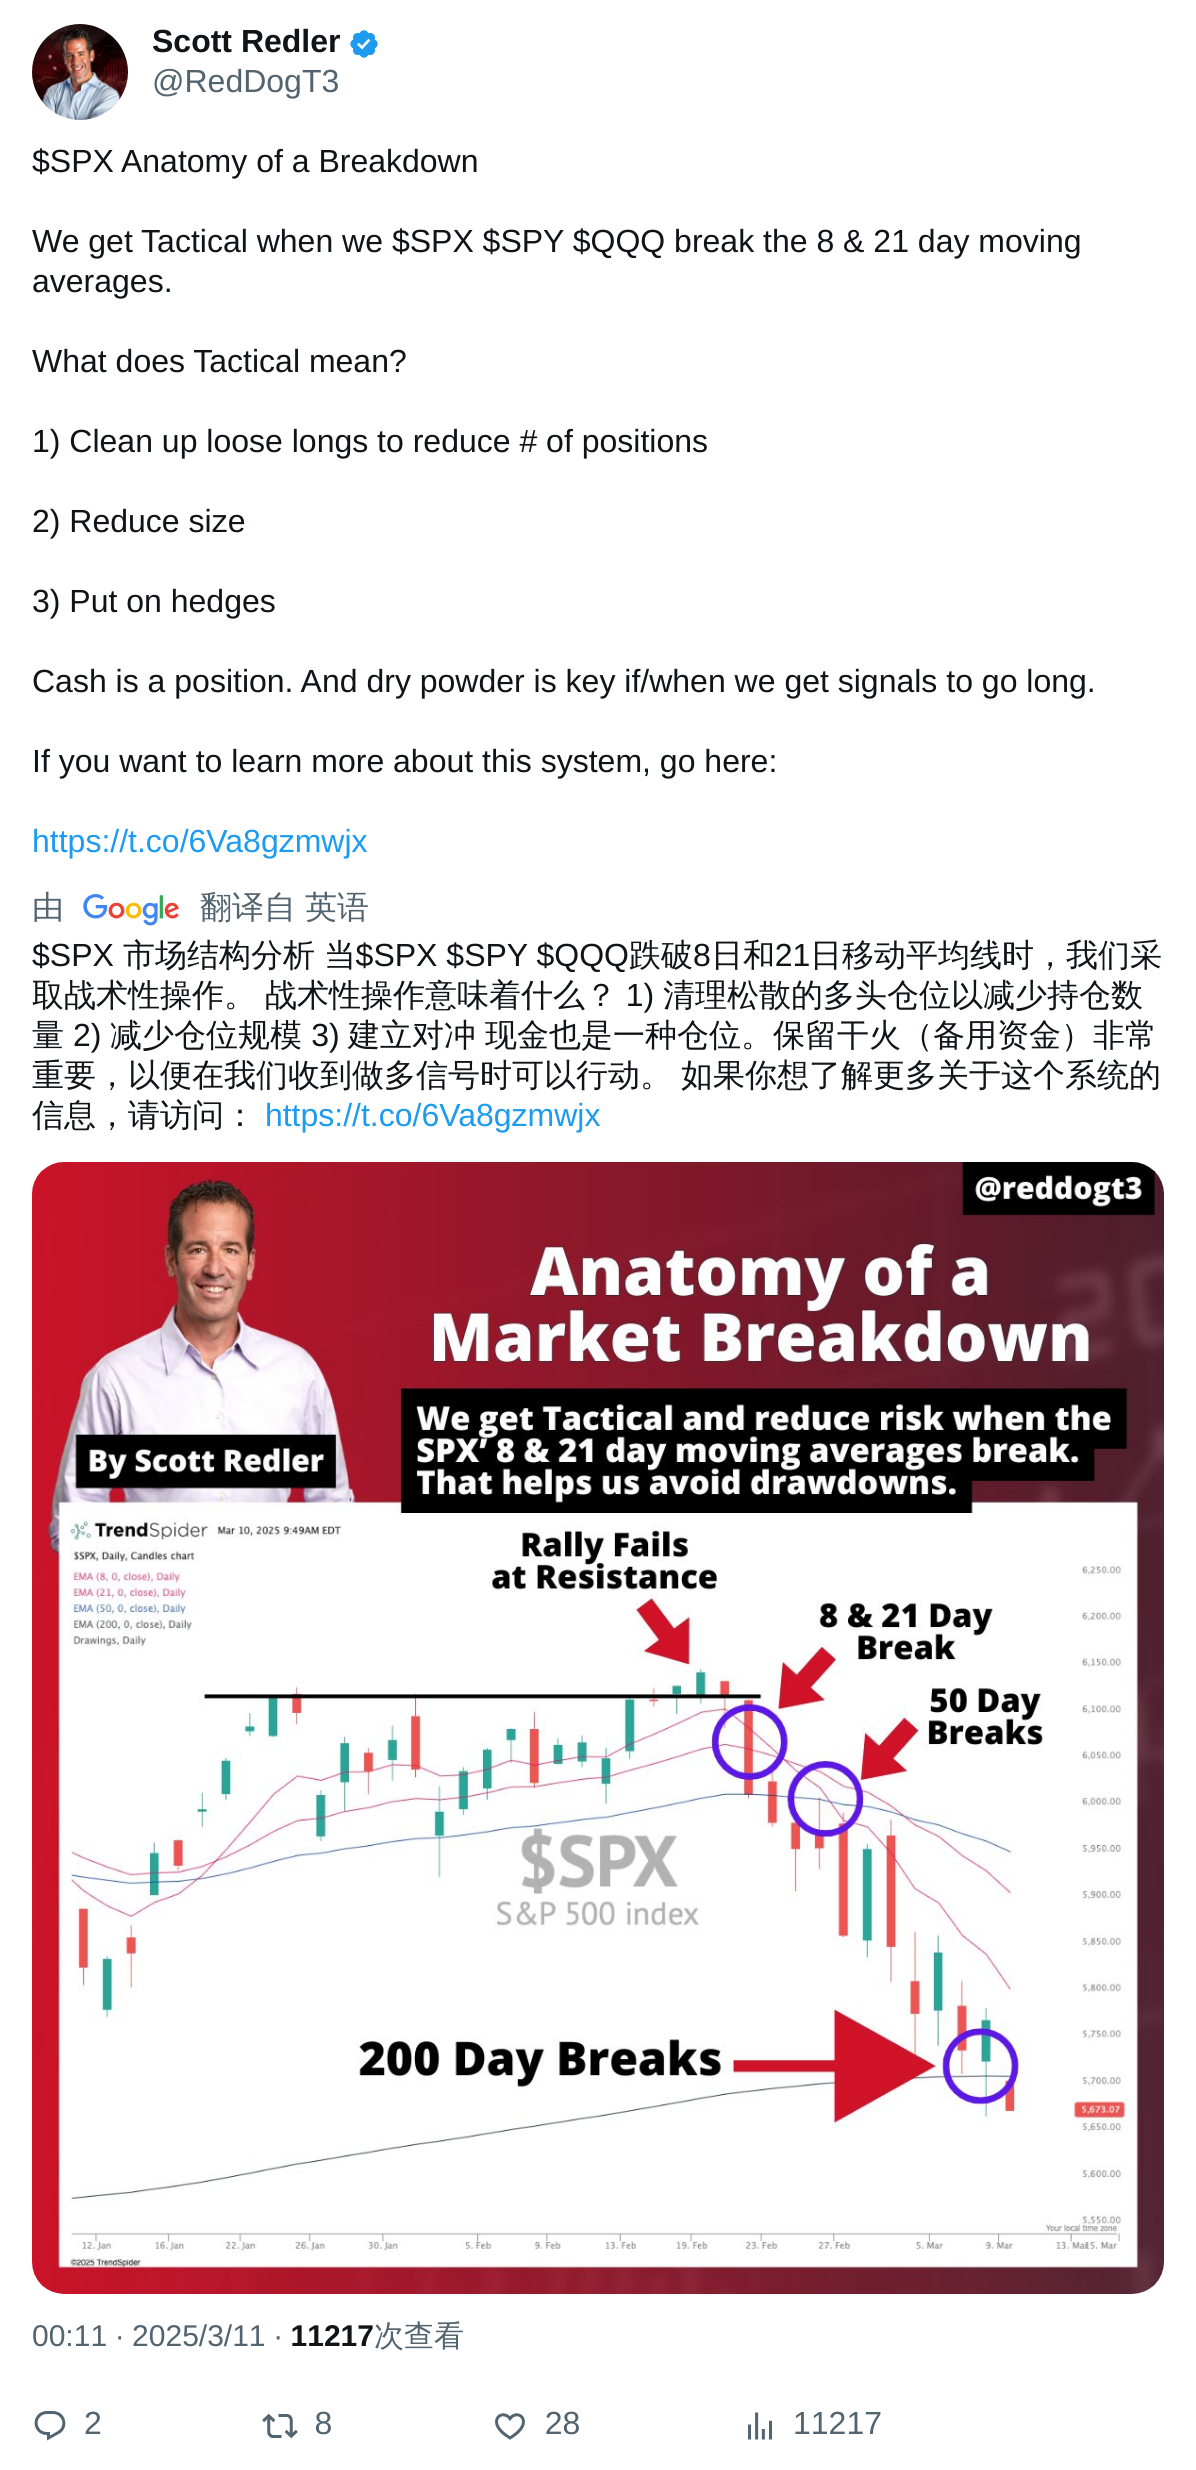 Scott Redler
@RedDogT3
$SPX Anatomy of a Breakdown
We get Tactical when we $SPX $SPY $QQQ break the 8 & 21 day moving
averages.
What does Tactical mean?
1) Clean up loose longs to reduce # of positions
2) Reduce size
3) Put on hedges
Cash is a position. And dry powder is key if/when we get signals to go long.
If you want to learn more about this system, go here:
https://t.co/6Va8gzmwjx
由 Google 翻译自 英语
$SPX 市场结构分析 当$SPX $SPY $QQQ跌破8日和21日移动平均线时，我们采
取战术性操作。 战术性操作意味着什么？ 1) 清理松散的多头仓位以减少持仓数
量 2) 减少仓位规模 3) 建立对冲 现金也是一种仓位。保留干火（备用资金）非常
重要，以便在我们收到做多信号时可以行动。 如果你想了解更多关于这个系统的
信息，请访问： https://t.co/6Va8gzmwjx
@reddogt3
Anatomy of a
Market Breakdown
We get Tactical and reduce risk when the
SPX’ 8 & 21 day moving averages break.
That helps us avoid drawdowns.
By Scott Redler
TrendSpider Mar 10, 2025 9:49AM EDT
$SPX, Daily, Candles chart
EMA (8, 0, close), Daily
EMA (21, 0, close), Daily
EMA (50, 0, close), Daily
EMA (200, 0, close), Daily
Drawings, Daily
Rally Fails
at Resistance
8 & 21 Day
Break
50 Day
Breaks
$SPX
S&P 500 index
200 Day Breaks
6,250.00
6,200.00
6,150.00
6,100.00
6,050.00
6,000.00
5,950.00
5,900.00
5,850.00
5,800.00
5,750.00
5,700.00
5,673.07
5,650.00
5,600.00
5,550.00
Your local time zone
12. Jan 16. Jan 22. Jan 26. Jan 30. Jan 5. Feb 9. Feb 13. Feb 19. Feb 23. Feb 27. Feb 5. Mar 9. Mar 13. Mar 15. Mar
©2025 TrendSpider
00:11 · 2025/3/11 · 11217次查看
2 8 28 11217